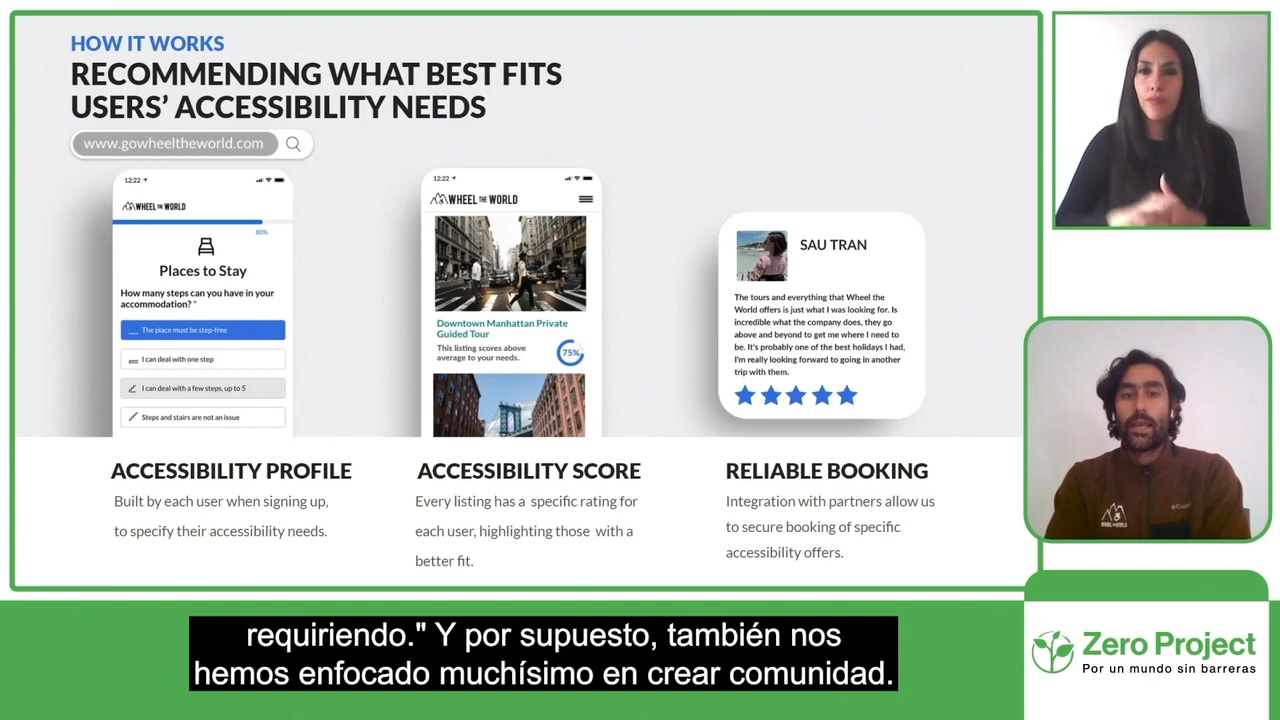 HOW IT WORKS
RECOMMENDING WHAT BEST FITS
USERS’ ACCESSIBILITY NEEDS
www.gowheeltheworld.com
12:22
WHEEL THE WORLD
80%
Places to Stay
How many steps can you have in your
accommodation? *
The place must be step-free
I can deal with one step
I can deal with a few steps, up to 5
Steps and stairs are not an issue
12:22
WHEEL THE WORLD
Downtown Manhattan Private
Guided Tour
This listing scores above
average to your needs.
75%
SAU TRAN
The tours and everything that Wheel the
World offers is just what I was looking for. Is
incredible what the company does, they go
above and beyond to get me where I need to
be. It's probably one of the best holidays I had,
I'm really looking forward to going in another
trip with them.
ACCESSIBILITY PROFILE
Built by each user when signing up,
to specify their accessibility needs.
ACCESSIBILITY SCORE
Every listing has a specific rating for
each user, highlighting those with a
better fit.
RELIABLE BOOKING
Integration with partners allow us
to secure booking of specific
accessibility offers.
requiriendo." Y por supuesto, también nos
hemos enfocado muchísimo en crear comunidad.
Zero Project
Por un mundo sin barreras